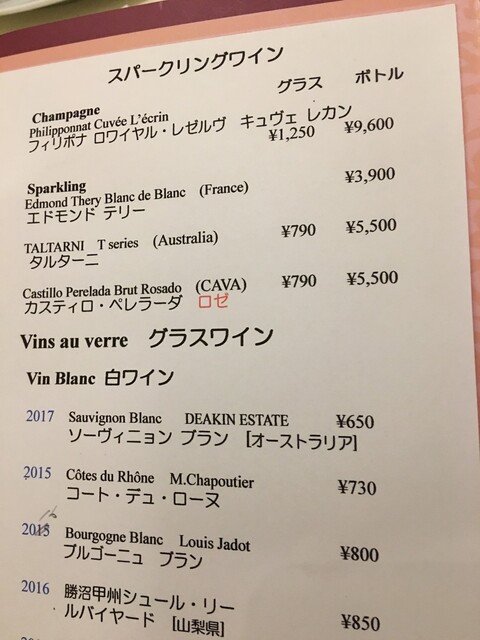 スパークリングワイン
グラス ボトル
Champagne
Philipponnat Cuvée L'écrin
フィリポナ ロワイヤル・レゼルヴ キュヴェ レカン
¥1,250 ¥9,600
Sparkling
Edmond Thery Blanc de Blanc (France) ¥3,900
エドモンド テリー
TALTARNI T series (Australia) ¥790 ¥5,500
タルターニ
Castillo Perelada Brut Rosado (CAVA) ¥790 ¥5,500
カスティロ・ペレラーダ ロゼ
Vins au verre グラスワイン
Vin Blanc 白ワイン
2017 Sauvignon Blanc DEAKIN ESTATE ¥650
ソーヴィニョン ブラン [オーストラリア]
2015 Côtes du Rhône M.Chapoutier ¥730
コート・デュ・ローヌ
16
2015 Bourgogne Blanc Louis Jadot ¥800
ブルゴーニュ ブラン
2016 勝沼甲州シュール・リー
ルバイヤード [山梨県] ¥850